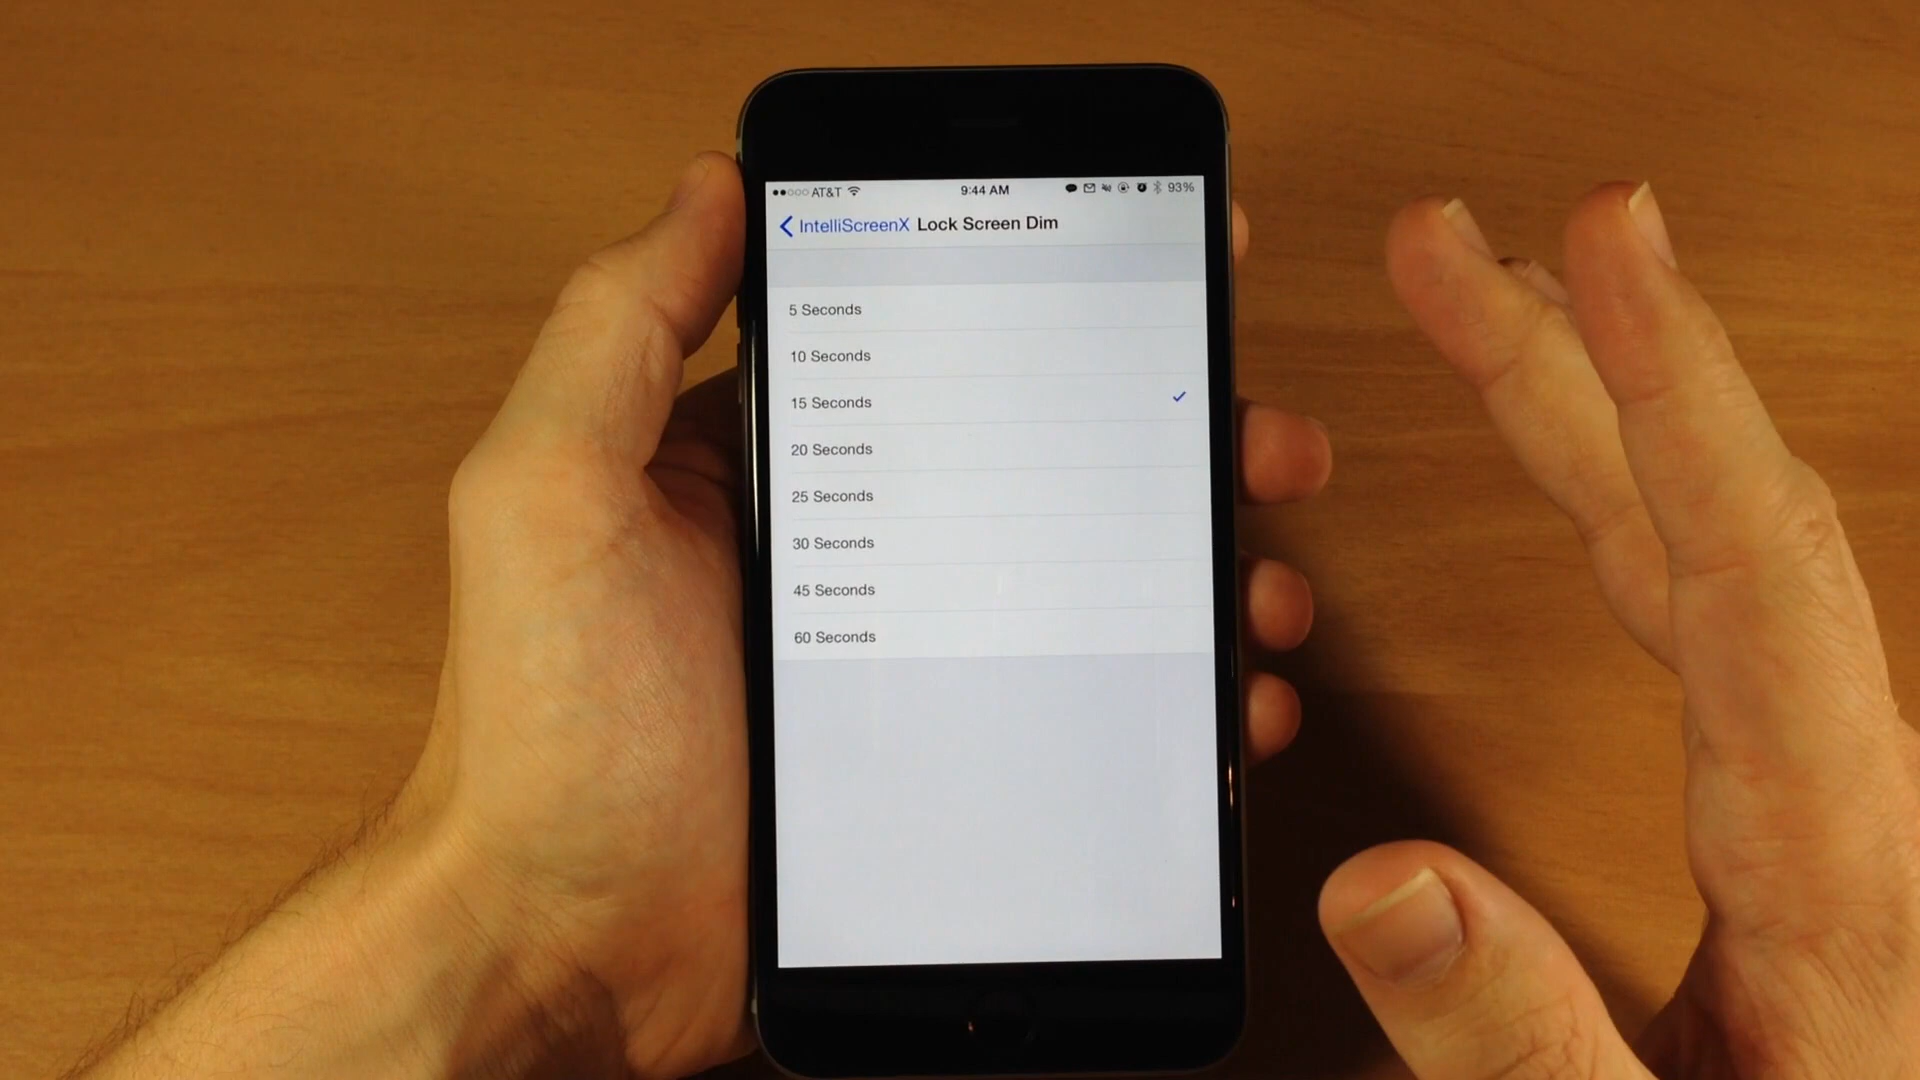 AT&T 9:44 AM 93%
IntelliScreenX Lock Screen Dim
5 Seconds
10 Seconds
15 Seconds
20 Seconds
25 Seconds
30 Seconds
45 Seconds
60 Seconds